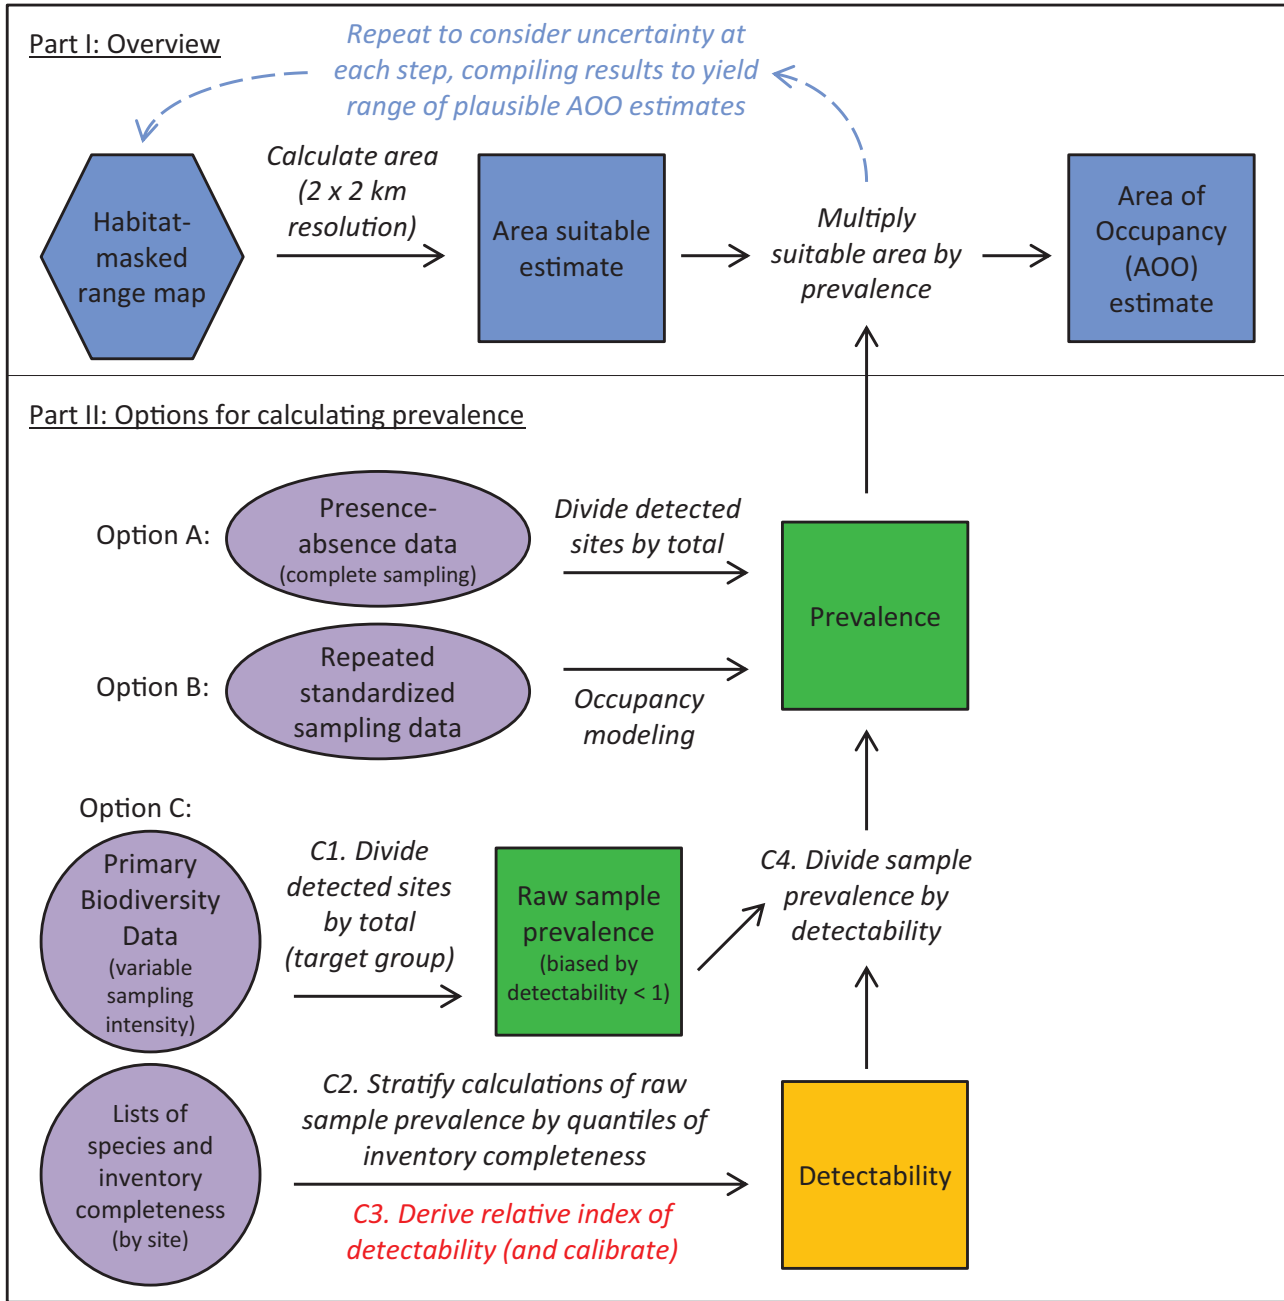 Part I: Overview
Repeat to consider uncertainty at
each step, compiling results to yield
range of plausible AOO estimates
Habitat-
masked
range map
Calculate area
(2 x 2 km
resolution)
Area suitable
estimate
Multiply
suitable area by
prevalence
Area of
Occupancy
(AOO)
estimate
Part II: Options for calculating prevalence
Option A:
Presence-
absence data
(complete sampling)
Divide detected
sites by total
Prevalence
Option B:
Repeated
standardized
sampling data
Occupancy
modeling
Option C:
Primary
Biodiversity
Data
(variable
sampling
intensity)
C1. Divide
detected sites
by total
(target group)
Raw sample
prevalence
(biased by
detectability < 1)
C4. Divide sample
prevalence by
detectability
Lists of
species and
inventory
completeness
(by site)
C2. Stratify calculations of raw
sample prevalence by quantiles of
inventory completeness
C3. Derive relative index of
detectability (and calibrate)
Detectability